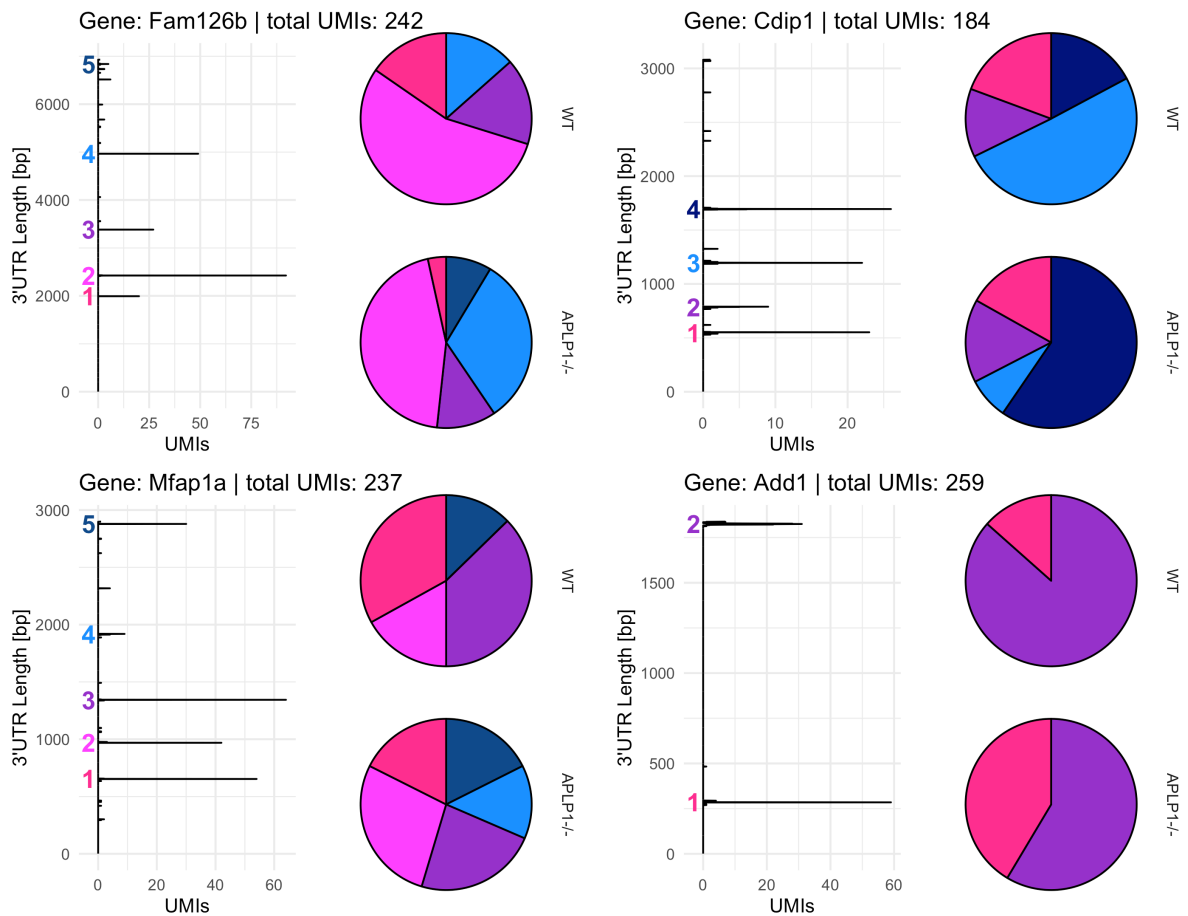 Gene: Fam126b | total UMIs: 242
3'UTR Length [bp]
6000
4000
2000
0
5
4
3
2
1
0 25 50 75
UMIs
WT
APLP1-/-
Gene: Cdip1 | total UMIs: 184
3'UTR Length [bp]
3000
2000
1000
0
4
3
2
1
0 10 20
UMIs
WT
APLP1-/-
Gene: Mfap1a | total UMIs: 237
3'UTR Length [bp]
3000
2000
1000
0
5
4
3
2
1
0 20 40 60
UMIs
WT
APLP1-/-
Gene: Add1 | total UMIs: 259
3'UTR Length [bp]
1500
1000
500
0
2
1
0 20 40 60
UMIs
WT
APLP1-/-